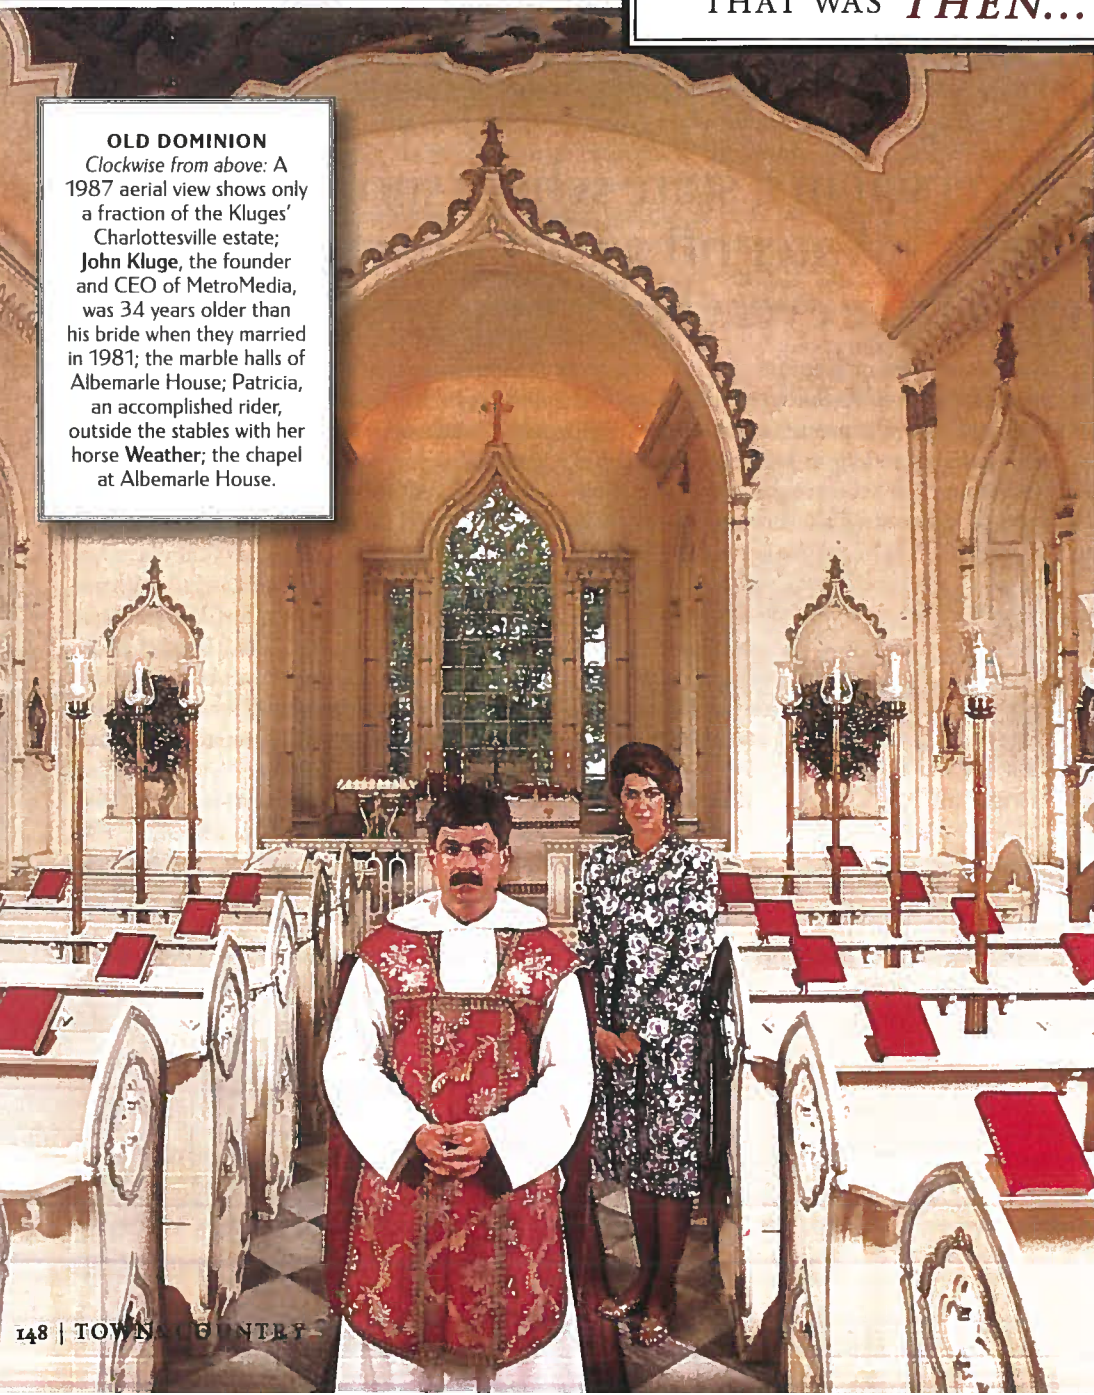 THAT WAS THEN...
OLD DOMINION
Clockwise from above: A
1987 aerial view shows only
a fraction of the Kluges'
Charlottesville estate;
John Kluge, the founder
and CEO of MetroMedia,
was 34 years older than
his bride when they married
in 1981; the marble halls of
Albemarle House; Patricia,
an accomplished rider,
outside the stables with her
horse Weather; the chapel
at Albemarle House.
148 | TOWN&COUNTRY